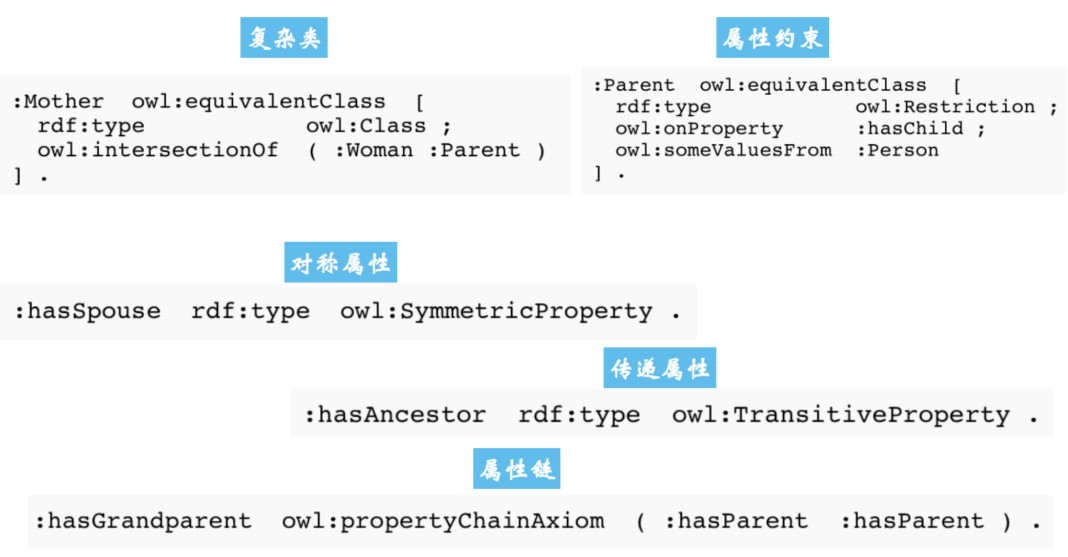 复杂类
:Mother owl:equivalentClass [
rdf:type owl:Class ;
owl:intersectionOf ( :Woman :Parent )
] .
属性约束
:Parent owl:equivalentClass [
rdf:type owl:Restriction ;
owl:onProperty :hasChild ;
owl:someValuesFrom :Person
] .
对称属性
:hasSpouse rdf:type owl:SymmetricProperty .
传递属性
:hasAncestor rdf:type owl:TransitiveProperty .
属性链
:hasGrandparent owl:propertyChainAxiom ( :hasParent :hasParent ) .